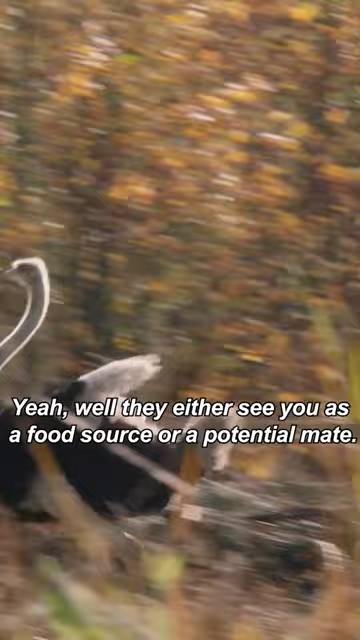 Yeah, well they either see you as
a food source or a potential mate.